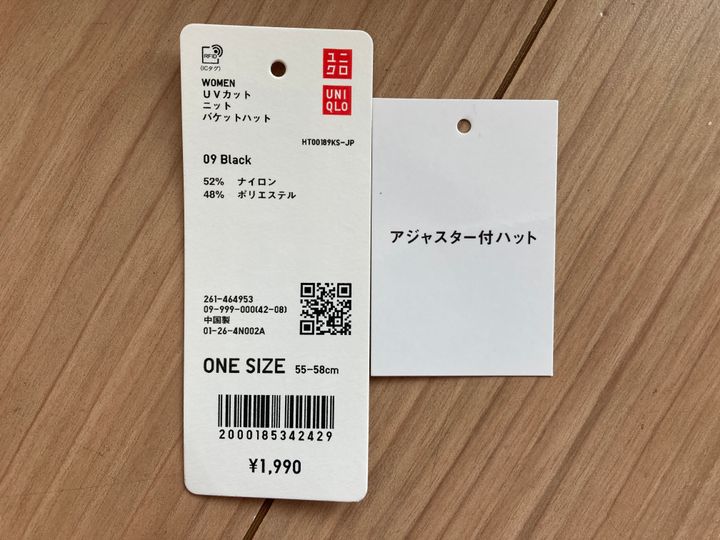 RFID
(ICタグ)
ユニ
クロ
UNI
QLO
WOMEN
UVカット
ニット
バケットハット
HT00189KS-JP
09 Black
52% ナイロン
48% ポリエステル
261-464953
09-999-000(42-08)
中国製
01-26-4N002A
ONE SIZE 55-58cm
2000185342429
¥1,990
アジャスター付ハット